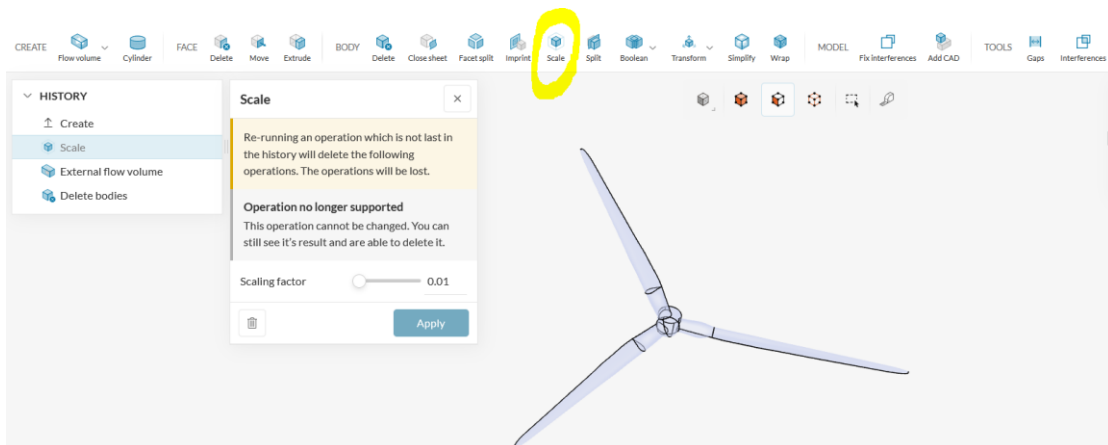 CREATE
Flow volume
Cylinder
FACE
Delete
Move
Extrude
BODY
Delete
Close sheet
Facet split
Imprint
Scale
Split
Boolean
Transform
Simplify
Wrap
MODEL
Fix interferences
Add CAD
TOOLS
Gaps
Interferences
HISTORY
Create
Scale
External flow volume
Delete bodies
Scale
Re-running an operation which is not last in
the history will delete the following
operations. The operations will be lost.
Operation no longer supported
This operation cannot be changed. You can
still see it's result and are able to delete it.
Scaling factor
0.01
Apply